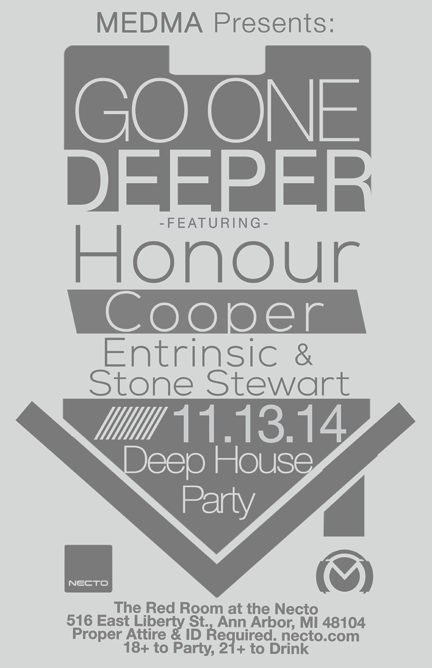 MEDMA Presents:
GO ONE
DEEPER
-FEATURING-
Honour
Cooper
Entrinsic &
Stone Stewart
11.13.14
Deep House
Party
NECTO
The Red Room at the Necto
516 East Liberty St., Ann Arbor, MI 48104
Proper Attire & ID Required. necto.com
18+ to Party, 21+ to Drink